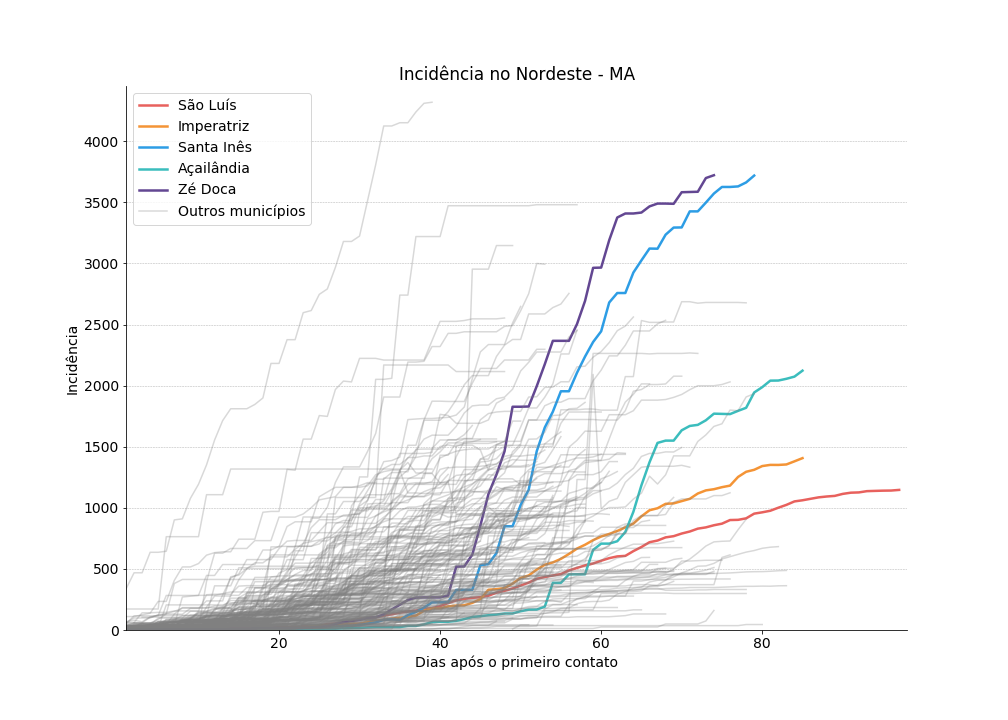 Incidência no Nordeste - MA
São Luís
Imperatriz
Santa Inês
Açailândia
Zé Doca
Outros municípios
Incidência
4000
3500
3000
2500
2000
1500
1000
500
0
20
40
60
80
Dias após o primeiro contato